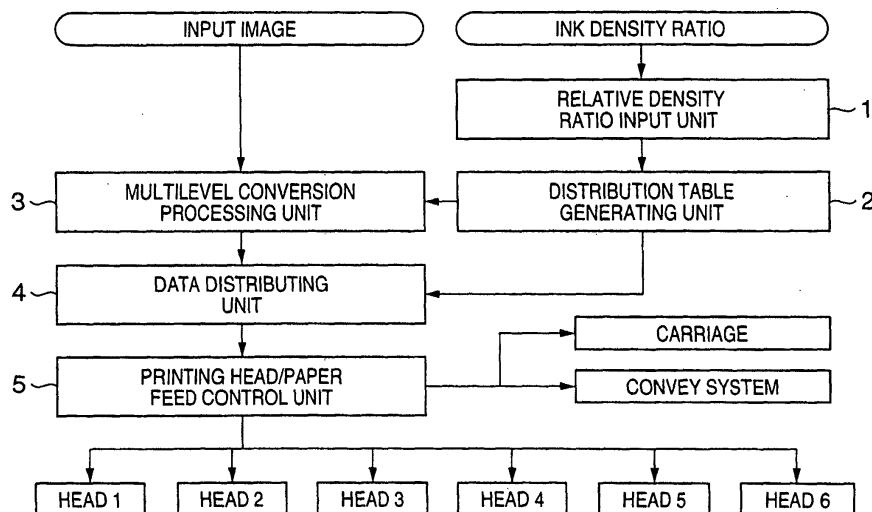 INPUT IMAGE
INK DENSITY RATIO
RELATIVE DENSITY
RATIO INPUT UNIT
1
3
MULTILEVEL CONVERSION
PROCESSING UNIT
DISTRIBUTION TABLE
GENERATING UNIT
2
4
DATA DISTRIBUTING
UNIT
CARRIAGE
5
PRINTING HEAD/PAPER
FEED CONTROL UNIT
CONVEY SYSTEM
HEAD 1
HEAD 2
HEAD 3
HEAD 4
HEAD 5
HEAD 6